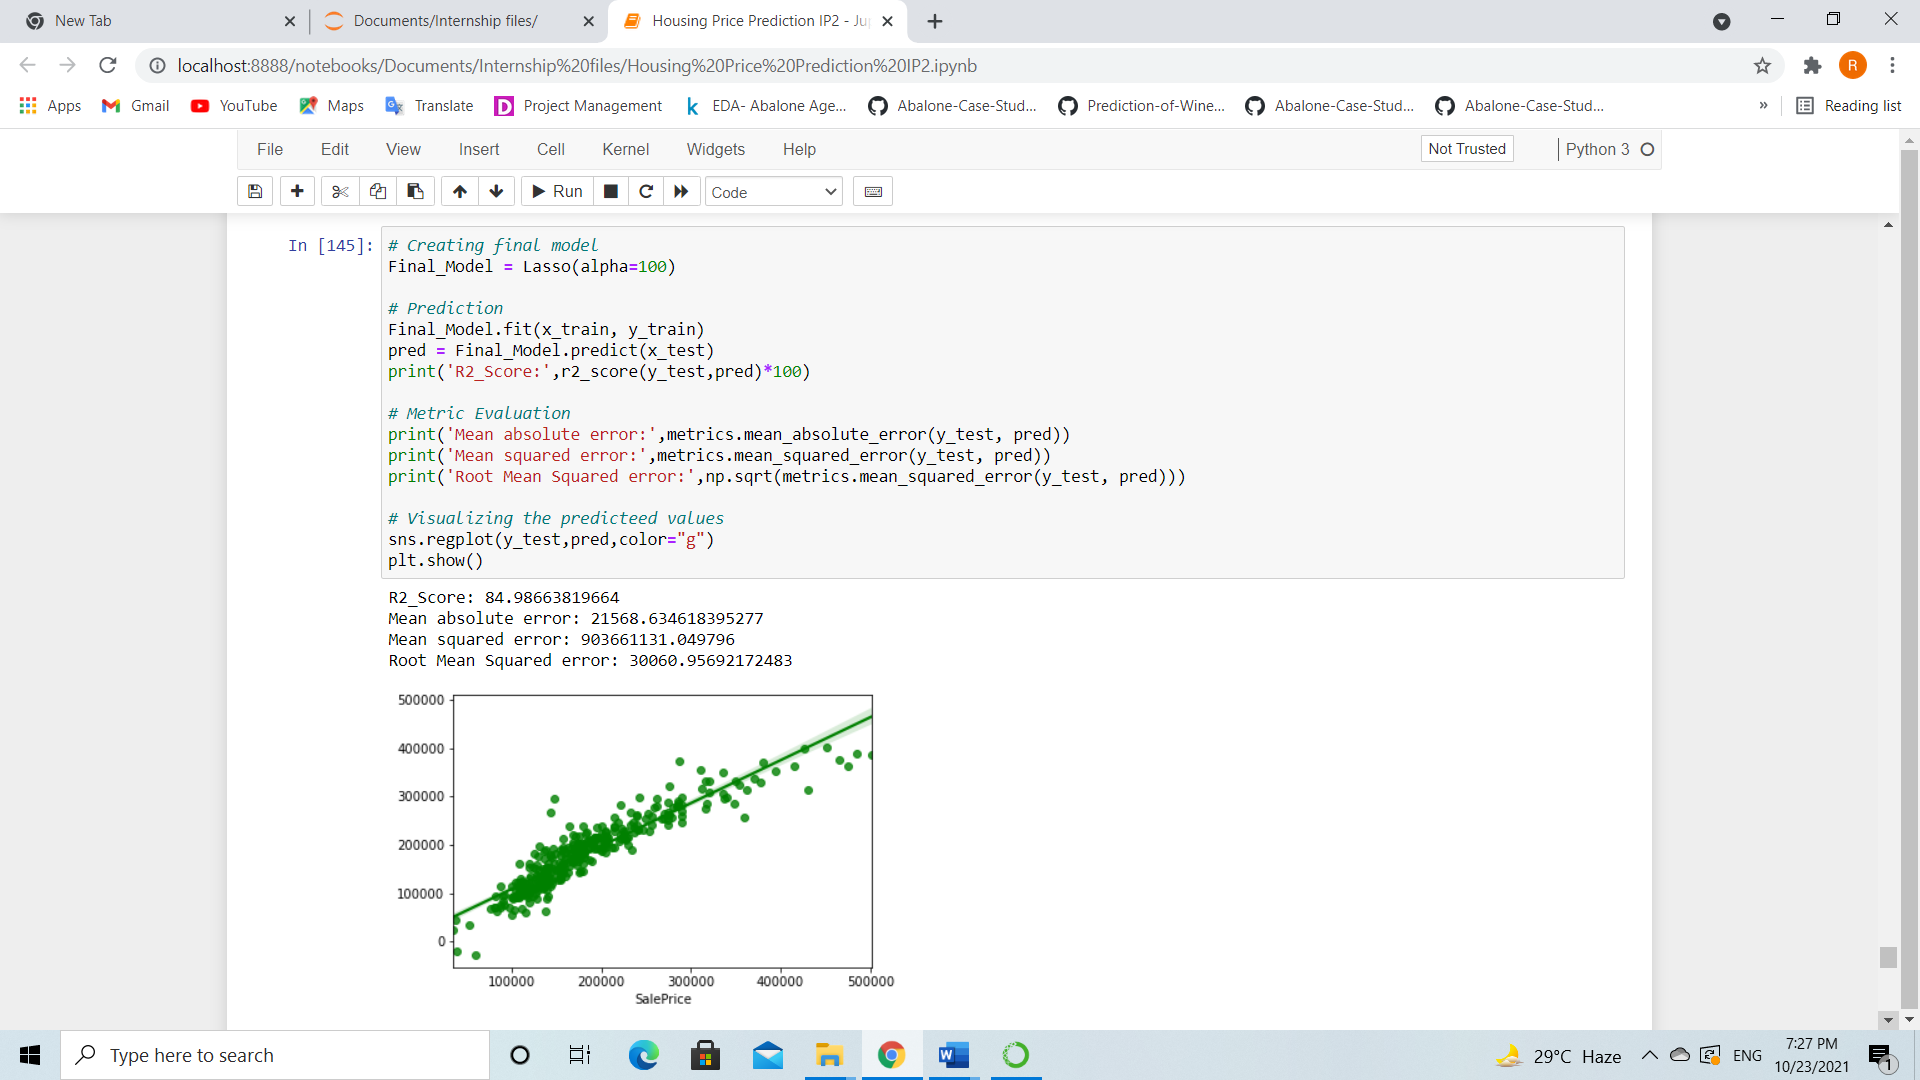 New Tab
Documents/Internship files/
Housing Price Prediction IP2 - Ju
localhost:8888/notebooks/Documents/Internship%20files/Housing%20Price%20Prediction%20IP2.ipynb
R
Apps
Gmail
YouTube
Maps
Translate
Project Management
EDA- Abalone Age...
Abalone-Case-Stud...
Prediction-of-Wine...
Abalone-Case-Stud...
Abalone-Case-Stud...
»
Reading list
File Edit View Insert Cell Kernel Widgets Help
Not Trusted
Python 3
Run
Code
In [145]:
# Creating final model
Final_Model = Lasso(alpha=100)
# Prediction
Final_Model.fit(x_train, y_train)
pred = Final_Model.predict(x_test)
print('R2_Score:',r2_score(y_test,pred)*100)
# Metric Evaluation
print('Mean absolute error:',metrics.mean_absolute_error(y_test, pred))
print('Mean squared error:',metrics.mean_squared_error(y_test, pred))
print('Root Mean Squared error:',np.sqrt(metrics.mean_squared_error(y_test, pred)))
# Visualizing the predicteed values
sns.regplot(y_test,pred,color="g")
plt.show()
R2_Score: 84.98663819664
Mean absolute error: 21568.634618395277
Mean squared error: 903661131.049796
Root Mean Squared error: 30060.95692172483
500000
400000
300000
200000
100000
0
100000 200000 300000 400000 500000
SalePrice
Type here to search
29°C Haze
ENG
7:27 PM
10/23/2021
1